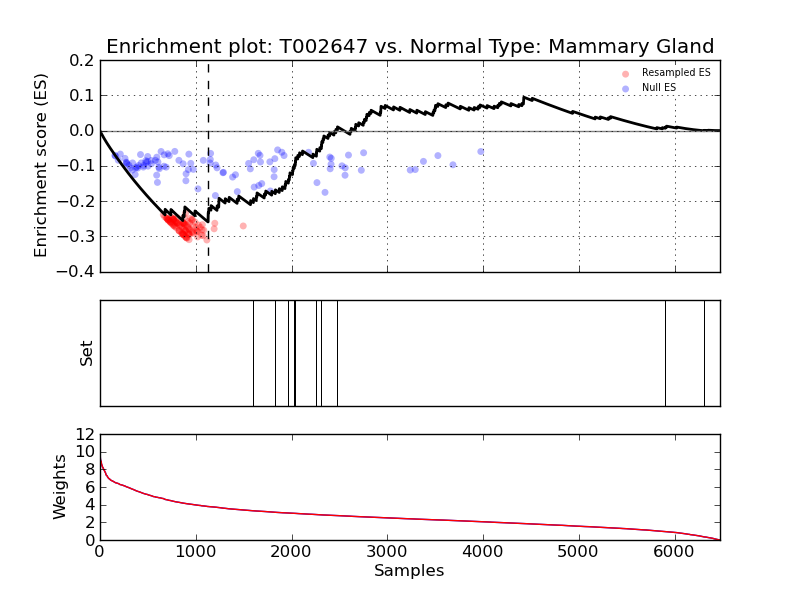 Enrichment plot: T002647 vs. Normal Type: Mammary Gland
Enrichment score (ES)
0.2
0.1
0.0
−0.1
−0.2
−0.3
−0.4
Resampled ES
Null ES
Set
Weights
12
10
8
6
4
2
0
0 1000 2000 3000 4000 5000 6000
Samples